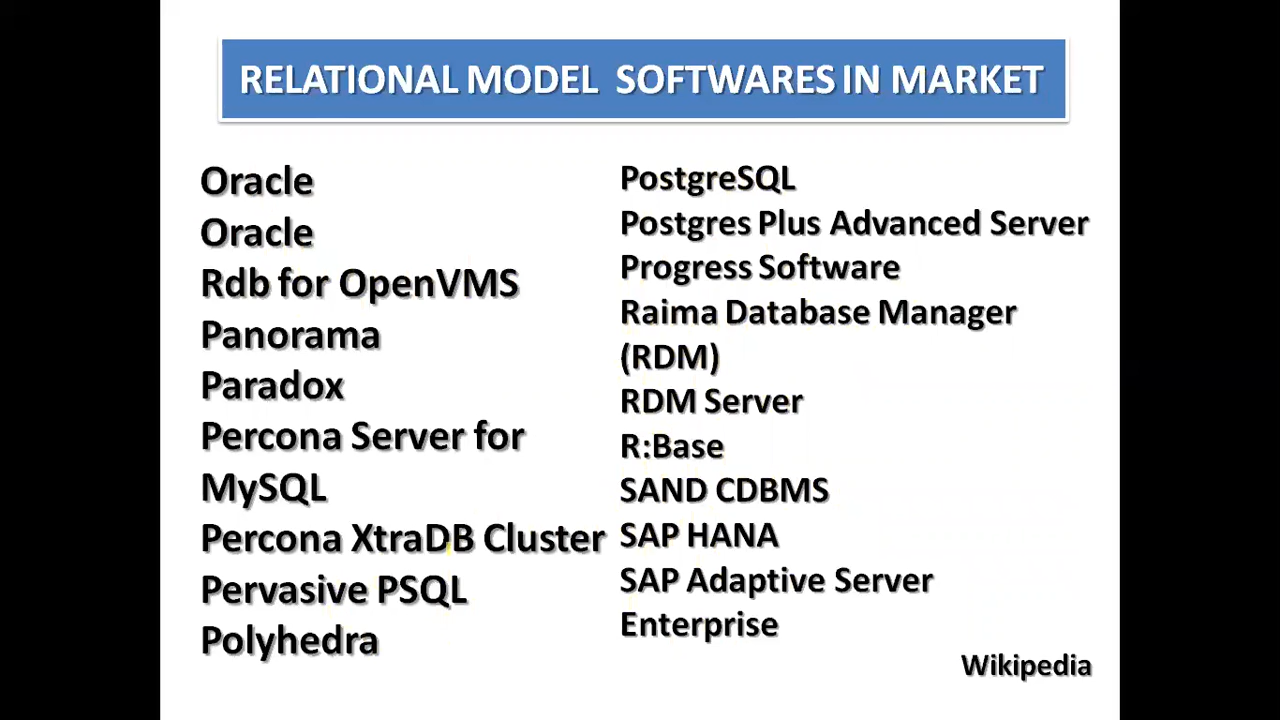 RELATIONAL MODEL SOFTWARES IN MARKET
Oracle
Oracle
Rdb for OpenVMS
Panorama
Paradox
Percona Server for
MySQL
Percona XtraDB Cluster
Pervasive PSQL
Polyhedra
PostgreSQL
Postgres Plus Advanced Server
Progress Software
Raima Database Manager
(RDM)
RDM Server
R:Base
SAND CDBMS
SAP HANA
SAP Adaptive Server
Enterprise
Wikipedia